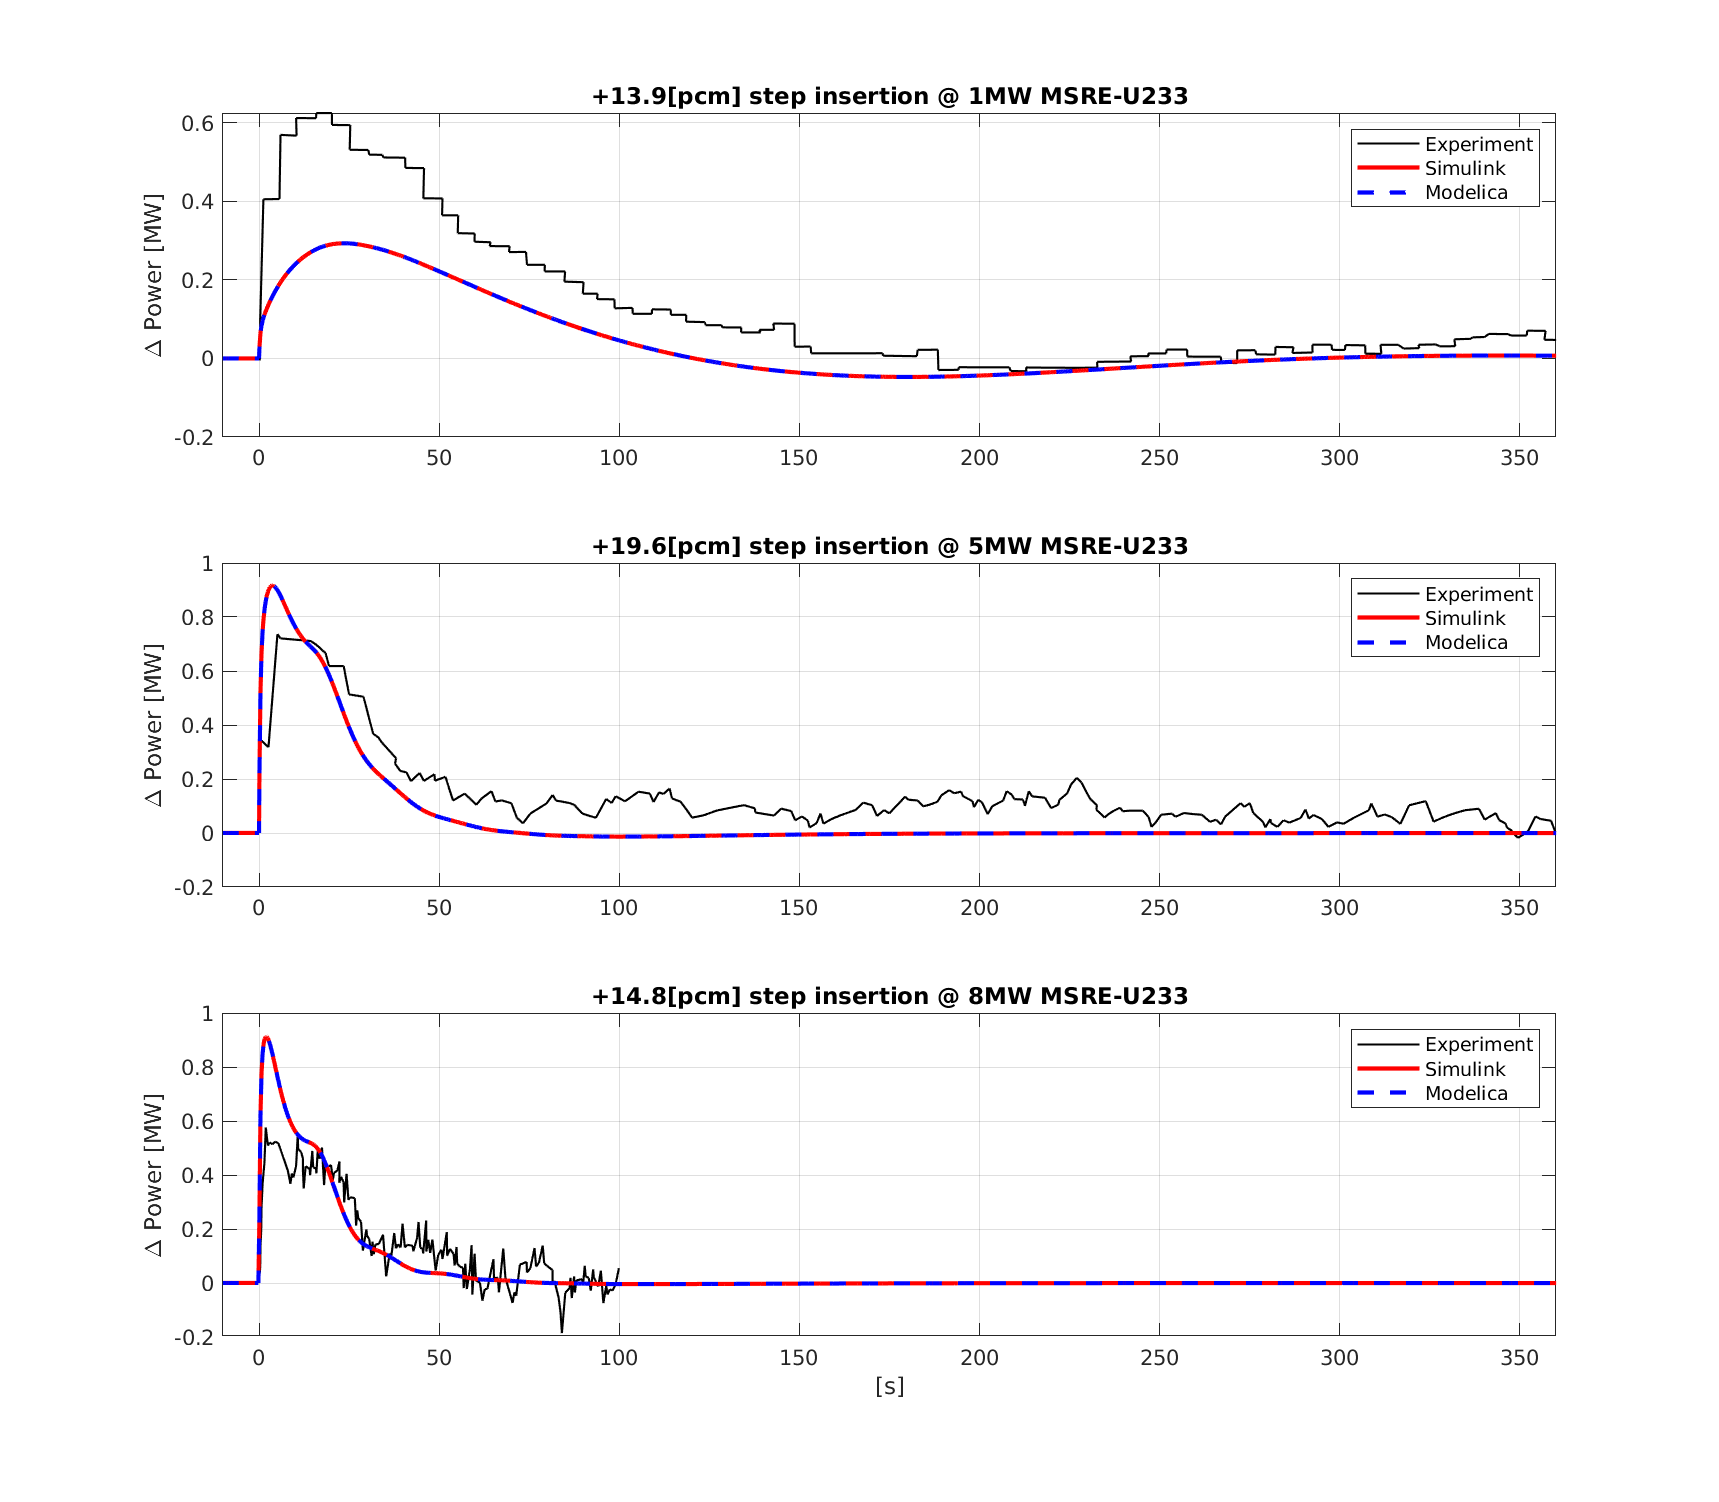 +13.9[pcm] step insertion @ 1MW MSRE-U233
Δ Power [MW]
0.6
0.4
0.2
0
-0.2
0 50 100 150 200 250 300 350
Experiment
Simulink
Modelica
+19.6[pcm] step insertion @ 5MW MSRE-U233
Δ Power [MW]
1
0.8
0.6
0.4
0.2
0
-0.2
0 50 100 150 200 250 300 350
Experiment
Simulink
Modelica
+14.8[pcm] step insertion @ 8MW MSRE-U233
Δ Power [MW]
1
0.8
0.6
0.4
0.2
0
-0.2
0 50 100 150 200 250 300 350
Experiment
Simulink
Modelica
[s]